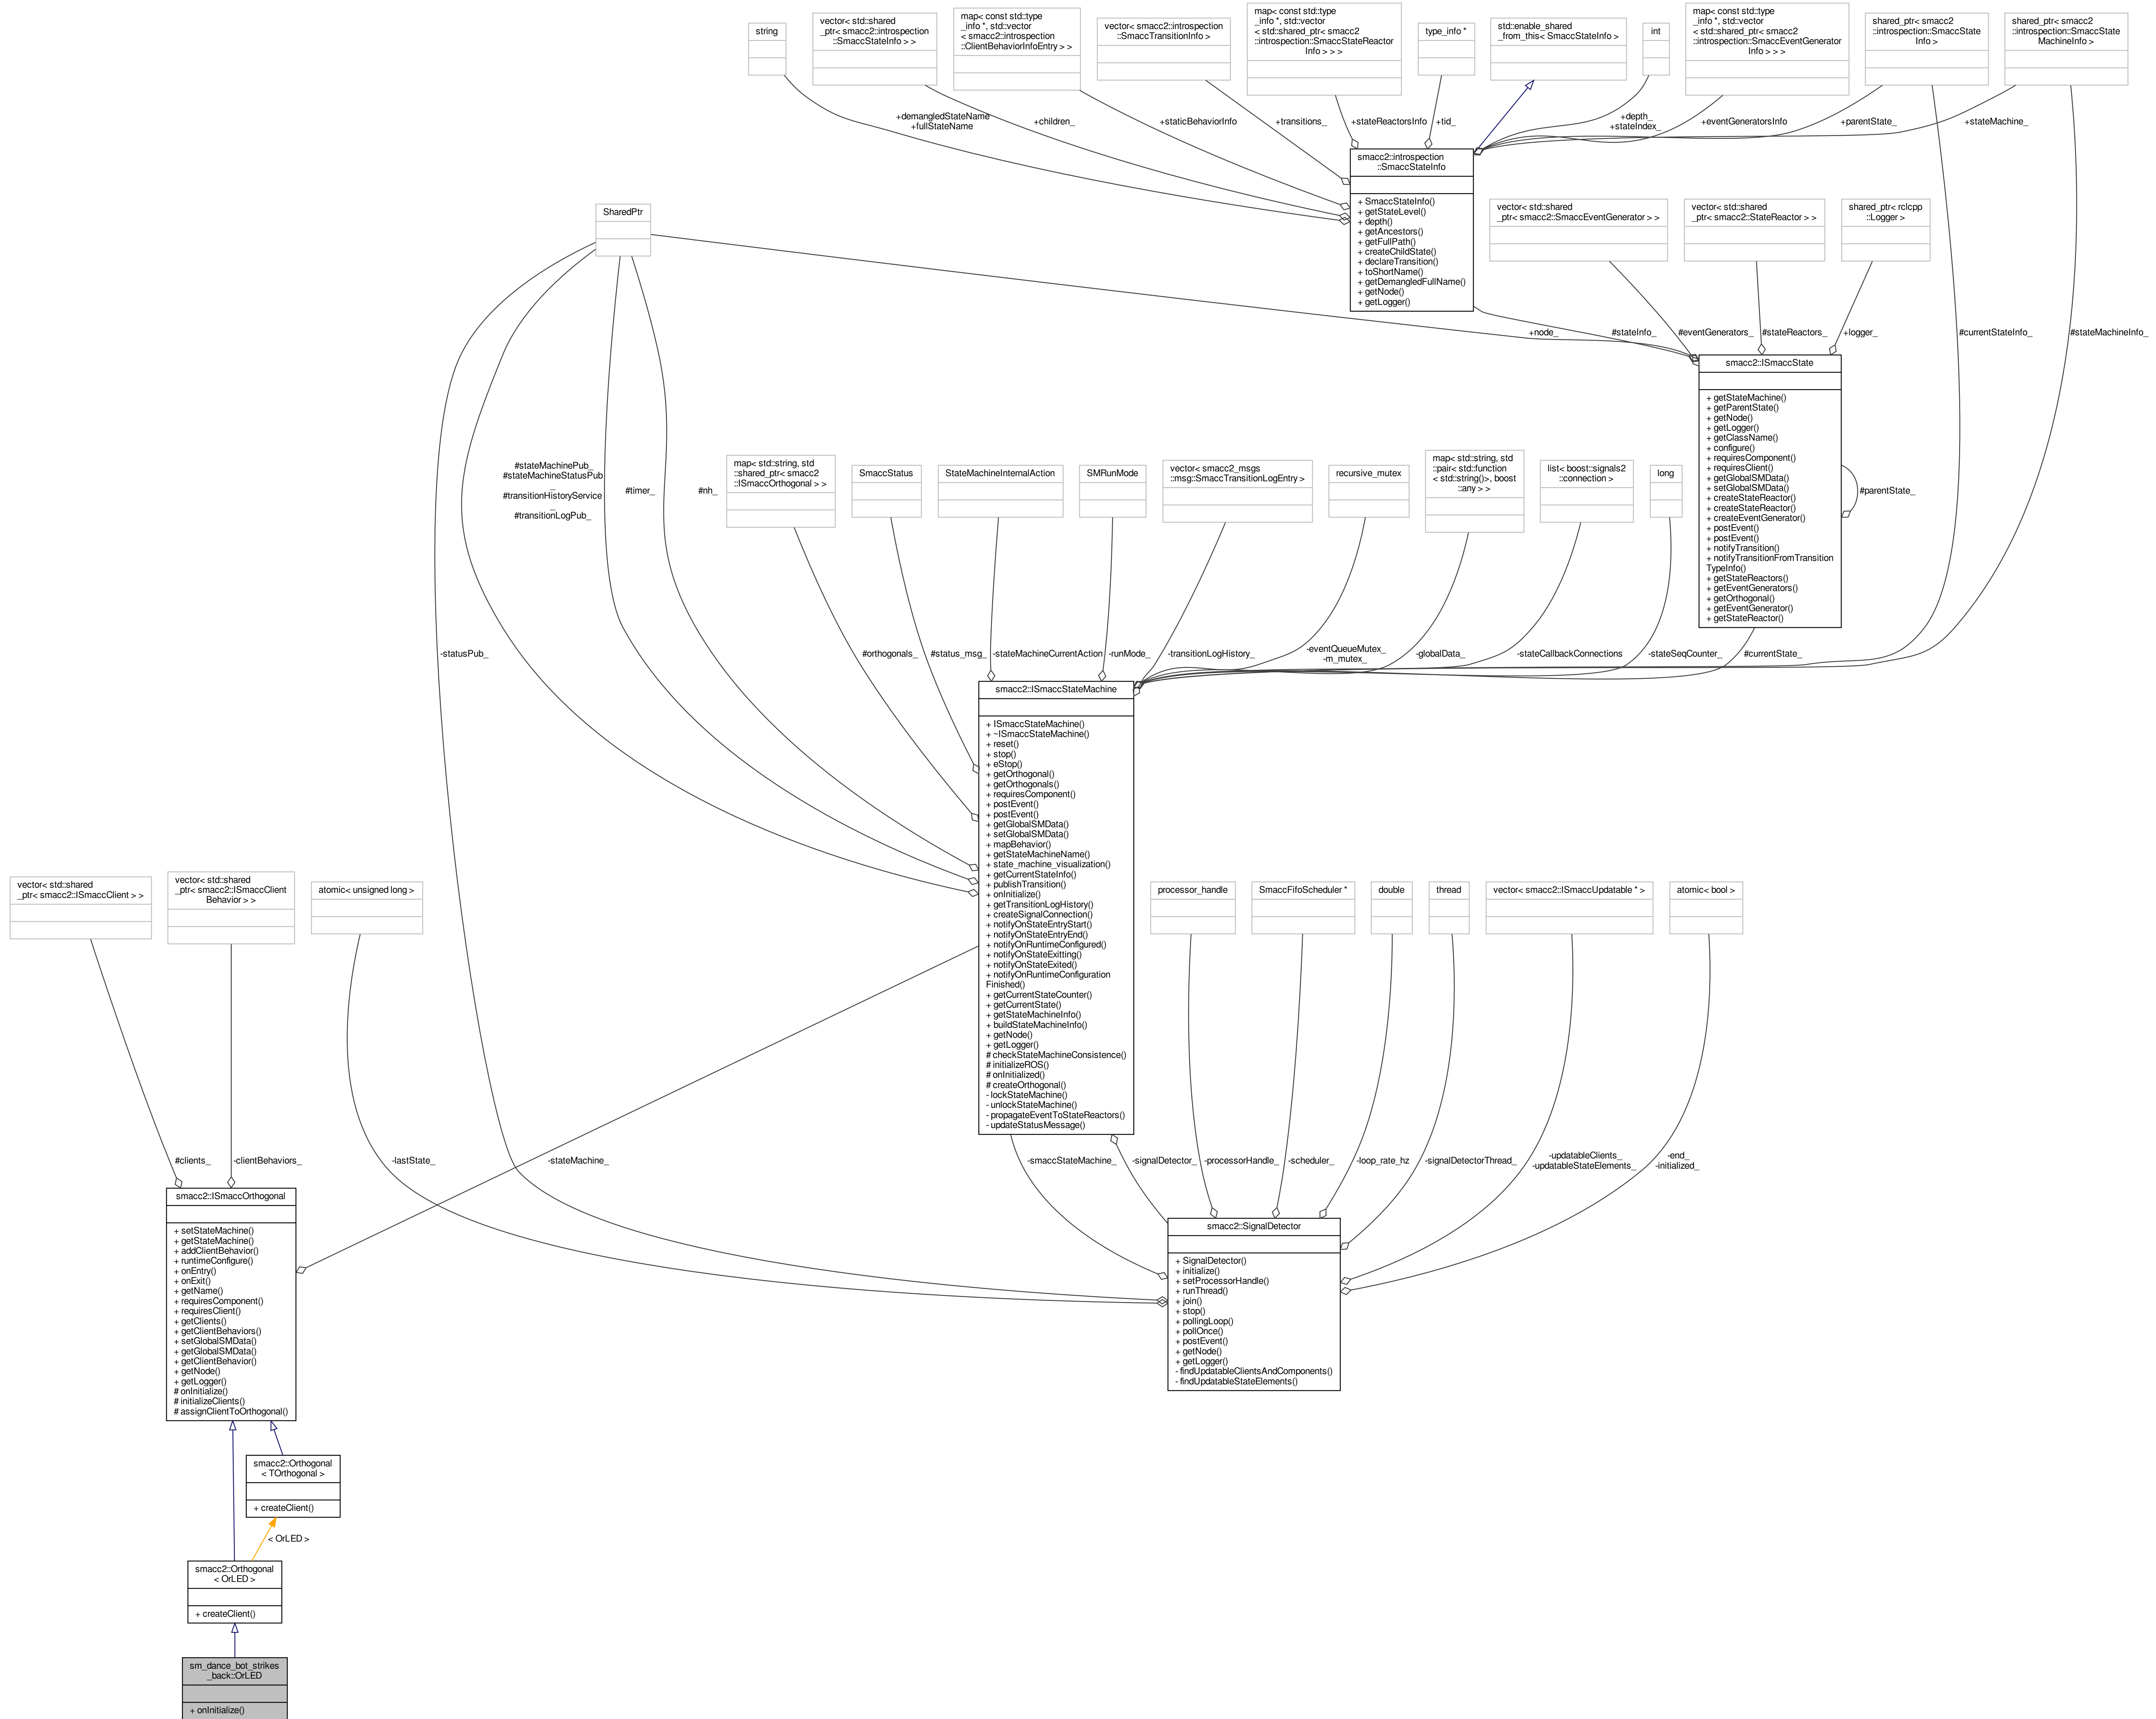 string
vector< std::shared
_ptr< smacc2::introspection
::SmaccStateInfo > >
map< const std::type
_info *, std::vector
< smacc2::introspection
::ClientBehaviorInfoEntry > >
vector< smacc2::introspection
::SmaccTransitionInfo >
map< const std::type
_info *, std::vector
< std::shared_ptr< smacc2
::introspection::SmaccStateReactor
Info > > >
type_info *
std::enable_shared
_from_this< SmaccStateInfo >
int
map< const std::type
_info *, std::vector
< std::shared_ptr< smacc2
::introspection::SmaccEventGenerator
Info > > >
shared_ptr< smacc2
::introspection::SmaccState
Info >
shared_ptr< smacc2
::introspection::SmaccState
MachineInfo >
+demangledStateName
+fullStateName
+children_
+staticBehaviorInfo
+transitions_
+stateReactorsInfo
+tid_
+depth_
+stateIndex_
+eventGeneratorsInfo
+parentState_
+stateMachine_
smacc2::introspection
::SmaccStateInfo
+ SmaccStateInfo()
+ getStateLevel()
+ depth()
+ getAncestors()
+ getFullPath()
+ createChildState()
+ declareTransition()
+ toShortName()
+ getDemangledFullName()
+ getNode()
+ getLogger()
SharedPtr
vector< std::shared
_ptr< smacc2::SmaccEventGenerator > >
vector< std::shared
_ptr< smacc2::StateReactor > >
shared_ptr< rclcpp
::Logger >
+node_
#stateInfo_
#eventGenerators_
#stateReactors_
+logger_
#currentStateInfo_
#stateMachineInfo_
smacc2::ISmaccState
+ getStateMachine()
+ getParentState()
+ getNode()
+ getLogger()
+ getClassName()
+ configure()
+ requiresComponent()
+ requiresClient()
+ getGlobalSMData()
+ setGlobalSMData()
+ createStateReactor()
+ createStateReactor()
+ createEventGenerator()
+ postEvent()
+ postEvent()
+ notifyTransition()
+ notifyTransitionFromTransition
TypeInfo()
+ getStateReactors()
+ getEventGenerators()
+ getOrthogonal()
+ getEventGenerator()
+ getStateReactor()
#parentState_
#stateMachinePub_
#stateMachineStatusPub
_
#transitionHistoryService
_
#transitionLogPub_
#timer_
#nh_
map< std::string, std
::shared_ptr< smacc2
::ISmaccOrthogonal > >
SmaccStatus
StateMachineInternalAction
SMRunMode
vector< smacc2_msgs
::msg::SmaccTransitionLogEntry >
recursive_mutex
map< std::string, std
::pair< std::function
< std::string()>, boost
::any > >
list< boost::signals2
::connection >
long
-statusPub_
#orthogonals_
#status_msg_
-stateMachineCurrentAction
-runMode_
-transitionLogHistory_
-eventQueueMutex_
-m_mutex_
-globalData_
-stateCallbackConnections
-stateSeqCounter_
#currentState_
smacc2::ISmaccStateMachine
+ ISmaccStateMachine()
+ ~ISmaccStateMachine()
+ reset()
+ stop()
+ eStop()
+ getOrthogonal()
+ getOrthogonals()
+ requiresComponent()
+ postEvent()
+ postEvent()
+ getGlobalSMData()
+ setGlobalSMData()
+ mapBehavior()
+ getStateMachineName()
+ state_machine_visualization()
+ getCurrentStateInfo()
+ publishTransition()
+ onInitialize()
+ getTransitionLogHistory()
+ createSignalConnection()
+ notifyOnStateEntryStart()
+ notifyOnStateEntryEnd()
+ notifyOnRuntimeConfigured()
+ notifyOnStateExitting()
+ notifyOnStateExited()
+ notifyOnRuntimeConfiguration
Finished()
+ getCurrentStateCounter()
+ getCurrentState()
+ getStateMachineInfo()
+ buildStateMachineInfo()
+ getNode()
+ getLogger()
# checkStateMachineConsistence()
# initializeROS()
# onInitialized()
# createOrthogonal()
- lockStateMachine()
- unlockStateMachine()
- propagateEventToStateReactors()
- updateStatusMessage()
vector< std::shared
_ptr< smacc2::ISmaccClient > >
vector< std::shared
_ptr< smacc2::ISmaccClient
Behavior > >
atomic< unsigned long >
processor_handle
SmaccFifoScheduler *
double
thread
vector< smacc2::ISmaccUpdatable * >
atomic< bool >
#clients_
-clientBehaviors_
-lastState_
-stateMachine_
-smaccStateMachine_
-signalDetector_
-processorHandle_
-scheduler_
-loop_rate_hz
-signalDetectorThread_
-updatableClients_
-updatableStateElements_
-end_
-initialized_
smacc2::ISmaccOrthogonal
+ setStateMachine()
+ getStateMachine()
+ addClientBehavior()
+ runtimeConfigure()
+ onEntry()
+ onExit()
+ getName()
+ requiresComponent()
+ requiresClient()
+ getClients()
+ getClientBehaviors()
+ setGlobalSMData()
+ getGlobalSMData()
+ getClientBehavior()
+ getNode()
+ getLogger()
# onInitialize()
# initializeClients()
# assignClientToOrthogonal()
smacc2::SignalDetector
+ SignalDetector()
+ initialize()
+ setProcessorHandle()
+ runThread()
+ join()
+ stop()
+ pollingLoop()
+ pollOnce()
+ postEvent()
+ getNode()
+ getLogger()
- findUpdatableClientsAndComponents()
- findUpdatableStateElements()
smacc2::Orthogonal
< TOrthogonal >
+ createClient()
< OrLED >
smacc2::Orthogonal
< OrLED >
+ createClient()
sm_dance_bot_strikes
_back::OrLED
+ onInitialize()